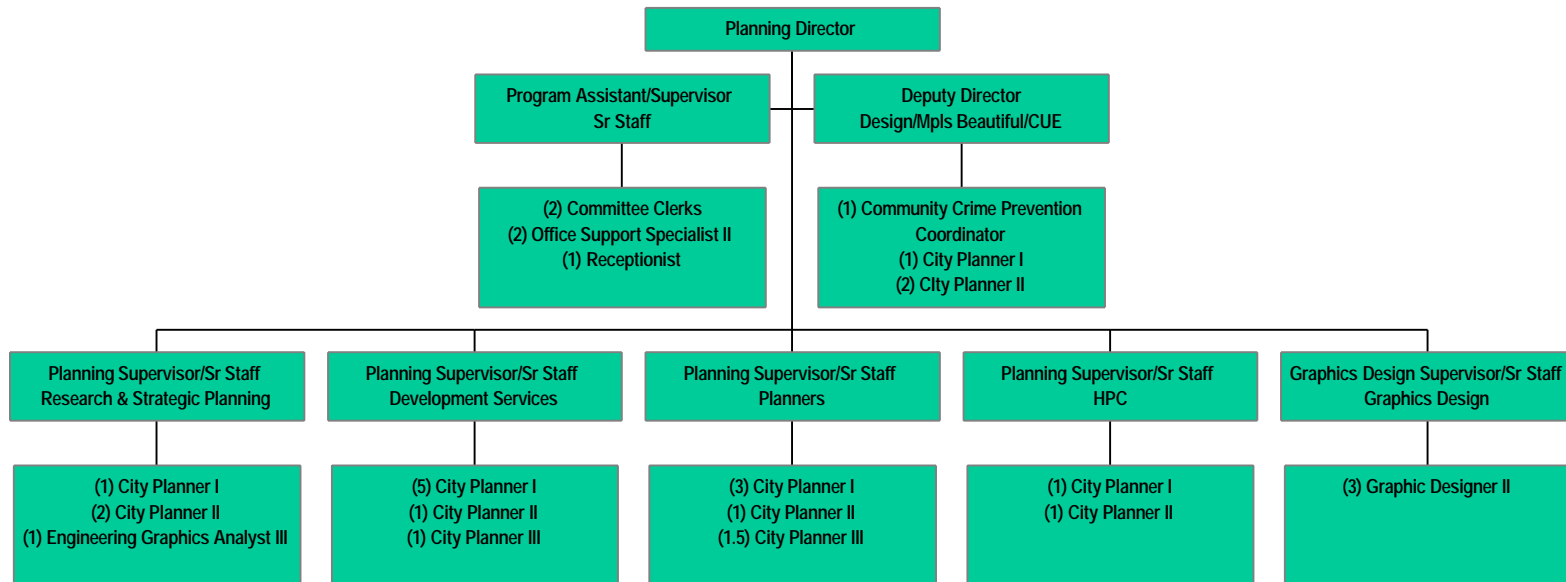 Planning Director
Program Assistant/Supervisor
Sr Staff
Deputy Director
Design/Mpls Beautiful/CUE
(2) Committee Clerks
(2) Office Support Specialist II
(1) Receptionist
(1) Community Crime Prevention
Coordinator
(1) City Planner I
(2) CIty Planner II
Planning Supervisor/Sr Staff
Research & Strategic Planning
Planning Supervisor/Sr Staff
Development Services
Planning Supervisor/Sr Staff
Planners
Planning Supervisor/Sr Staff
HPC
Graphics Design Supervisor/Sr Staff
Graphics Design
(1) City Planner I
(2) City Planner II
(1) Engineering Graphics Analyst III
(5) City Planner I
(1) City Planner II
(1) City Planner III
(3) City Planner I
(1) City Planner II
(1.5) City Planner III
(1) City Planner I
(1) City Planner II
(3) Graphic Designer II